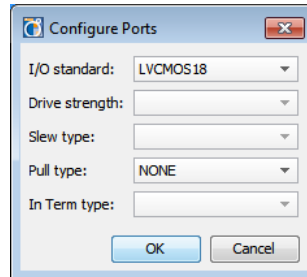 Configure Ports
I/O standard: LVCMOS18
Drive strength:
Slew type:
Pull type: NONE
In Term type:
OK Cancel